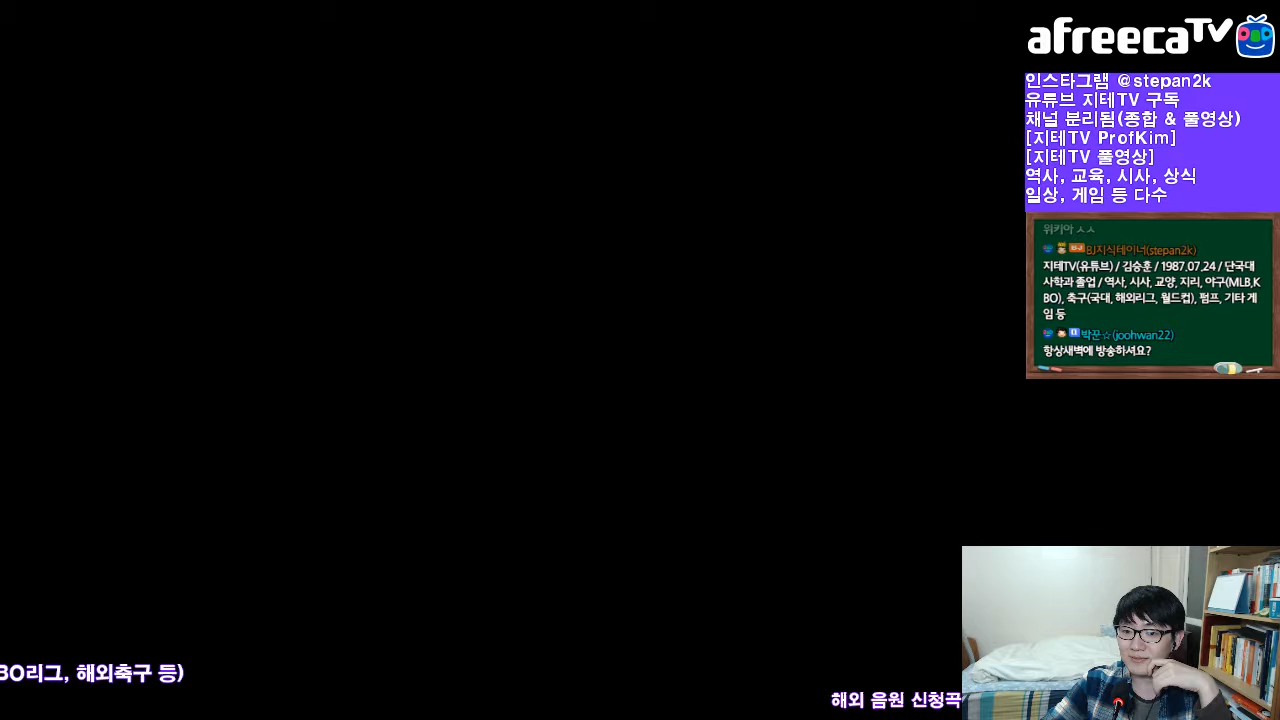 afreecaTV
인스타그램 @stepan2k
유튜브 지테TV 구독
채널 분리됨(종합 & 풀영상)
[지테TV ProfKim]
[지테TV 풀영상]
역사, 교육, 시사, 상식
일상, 게임 등 다수
위키아 ㅅㅅ
BJ지식테이너(stepan2k)
지테TV(유튜브) / 김승훈 / 1987.07.24 / 단국대
사학과 졸업 / 역사, 시사, 교양, 지리, 야구(MLB,K
BO), 축구(국대, 해외리그, 월드컵), 펌프, 기타 게
임 등
박꾼☆(joohwan22)
항상새벽에 방송하셔요?
BO리그, 해외축구 등)
해외 음원 신청곡